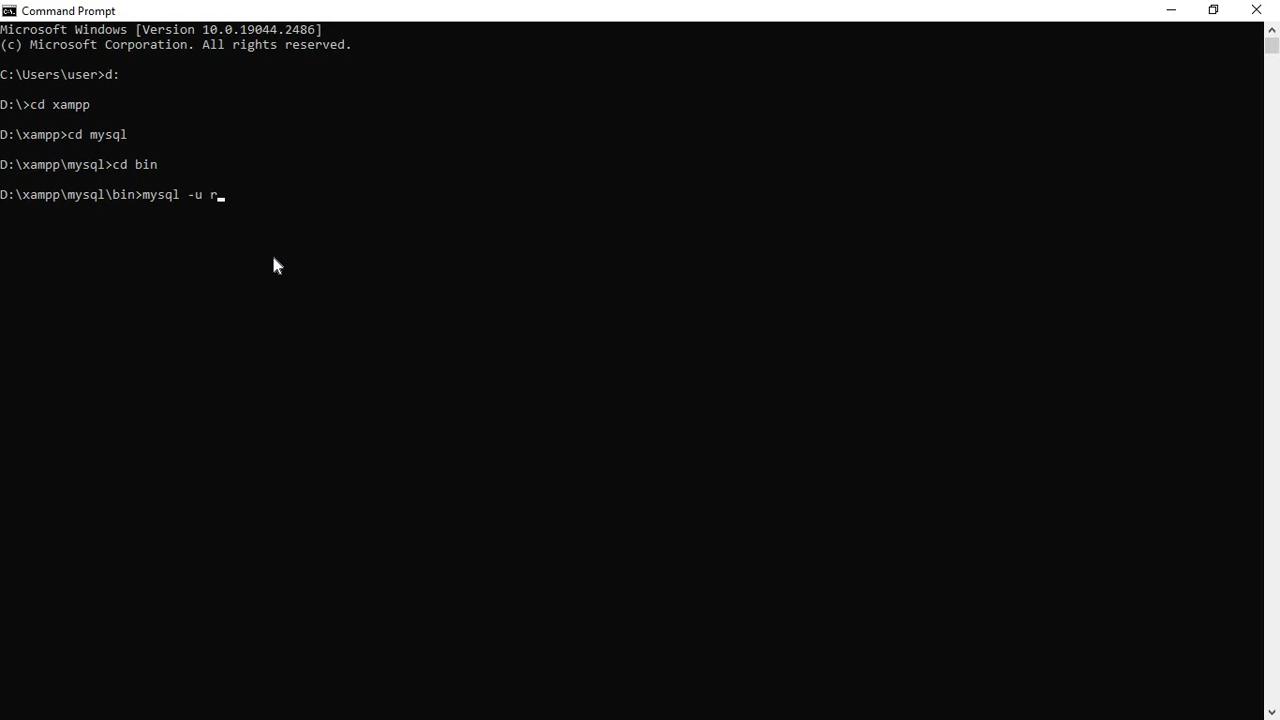 Command Prompt
Microsoft Windows [Version 10.0.19044.2486]
(c) Microsoft Corporation. All rights reserved.
C:\Users\user>d:
D:\>cd xampp
D:\xampp>cd mysql
D:\xampp\mysql>cd bin
D:\xampp\mysql\bin>mysql -u r